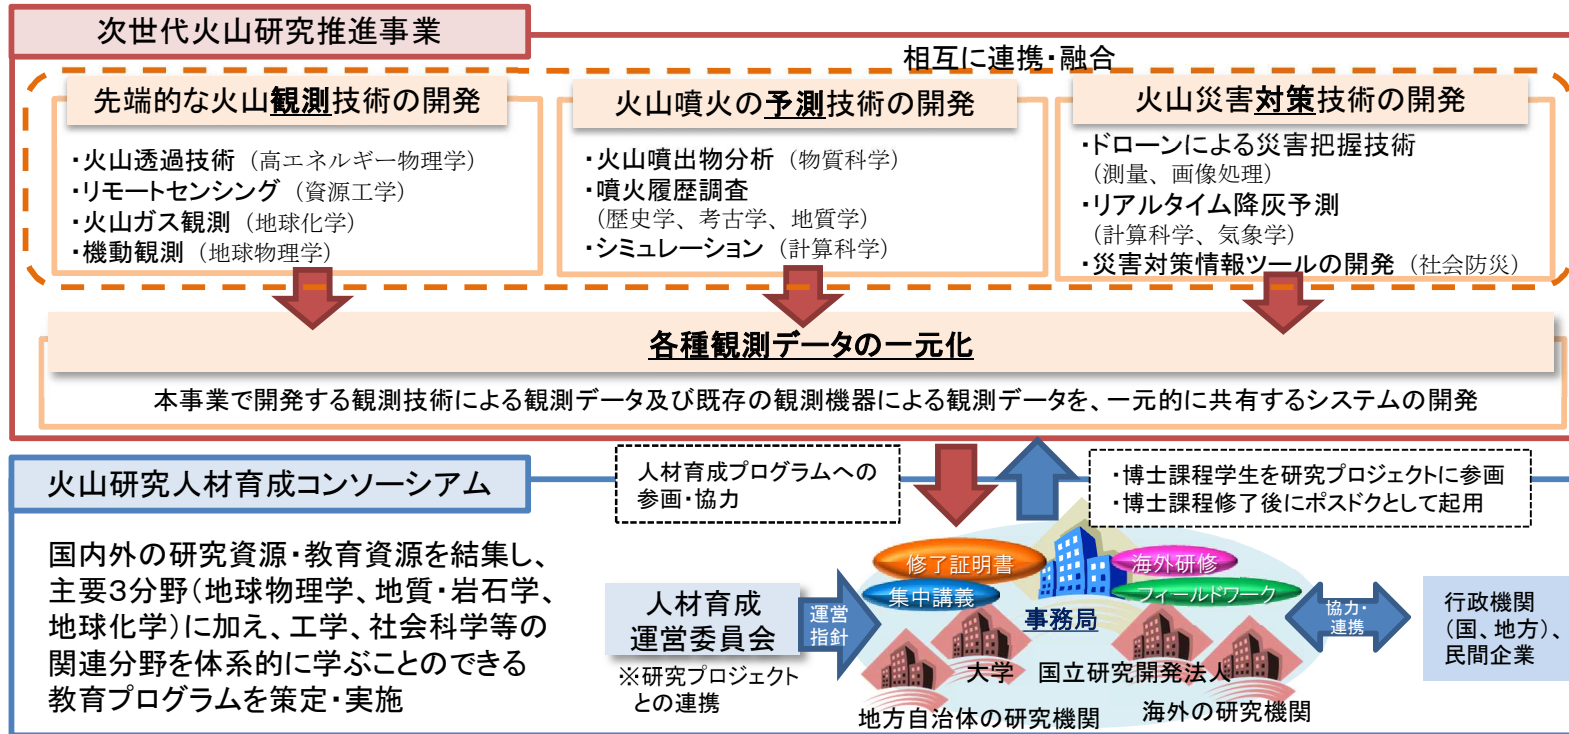 次世代火山研究推進事業
相互に連携・融合
先端的な火山観測技術の開発
・火山透過技術（高エネルギー物理学）
・リモートセンシング（資源工学）
・火山ガス観測（地球化学）
・機動観測（地球物理学）
火山噴火の予測技術の開発
・火山噴出物分析（物質科学）
・噴火履歴調査
（歴史学、考古学、地質学）
・シミュレーション（計算科学）
火山災害対策技術の開発
・ドローンによる災害把握技術
（測量、画像処理）
・リアルタイム降灰予測
（計算科学、気象学）
・災害対策情報ツールの開発（社会防災）
各種観測データの一元化
本事業で開発する観測技術による観測データ及び既存の観測機器による観測データを、一元的に共有するシステムの開発
火山研究人材育成コンソーシアム
人材育成プログラムへの
参画・協力
・博士課程学生を研究プロジェクトに参画
・博士課程修了後にポスドクとして起用
国内外の研究資源・教育資源を結集し、
主要３分野（地球物理学、地質・岩石学、
地球化学）に加え、工学、社会科学等の
関連分野を体系的に学ぶことのできる
教育プログラムを策定・実施
人材育成
運営委員会
※研究プロジェクト
との連携
運営
指針
修了証明書
集中講義
海外研修
フィールドワーク
事務局
大学
国立研究開発法人
地方自治体の研究機関
海外の研究機関
協力・
連携
行政機関
（国、地方）、
民間企業